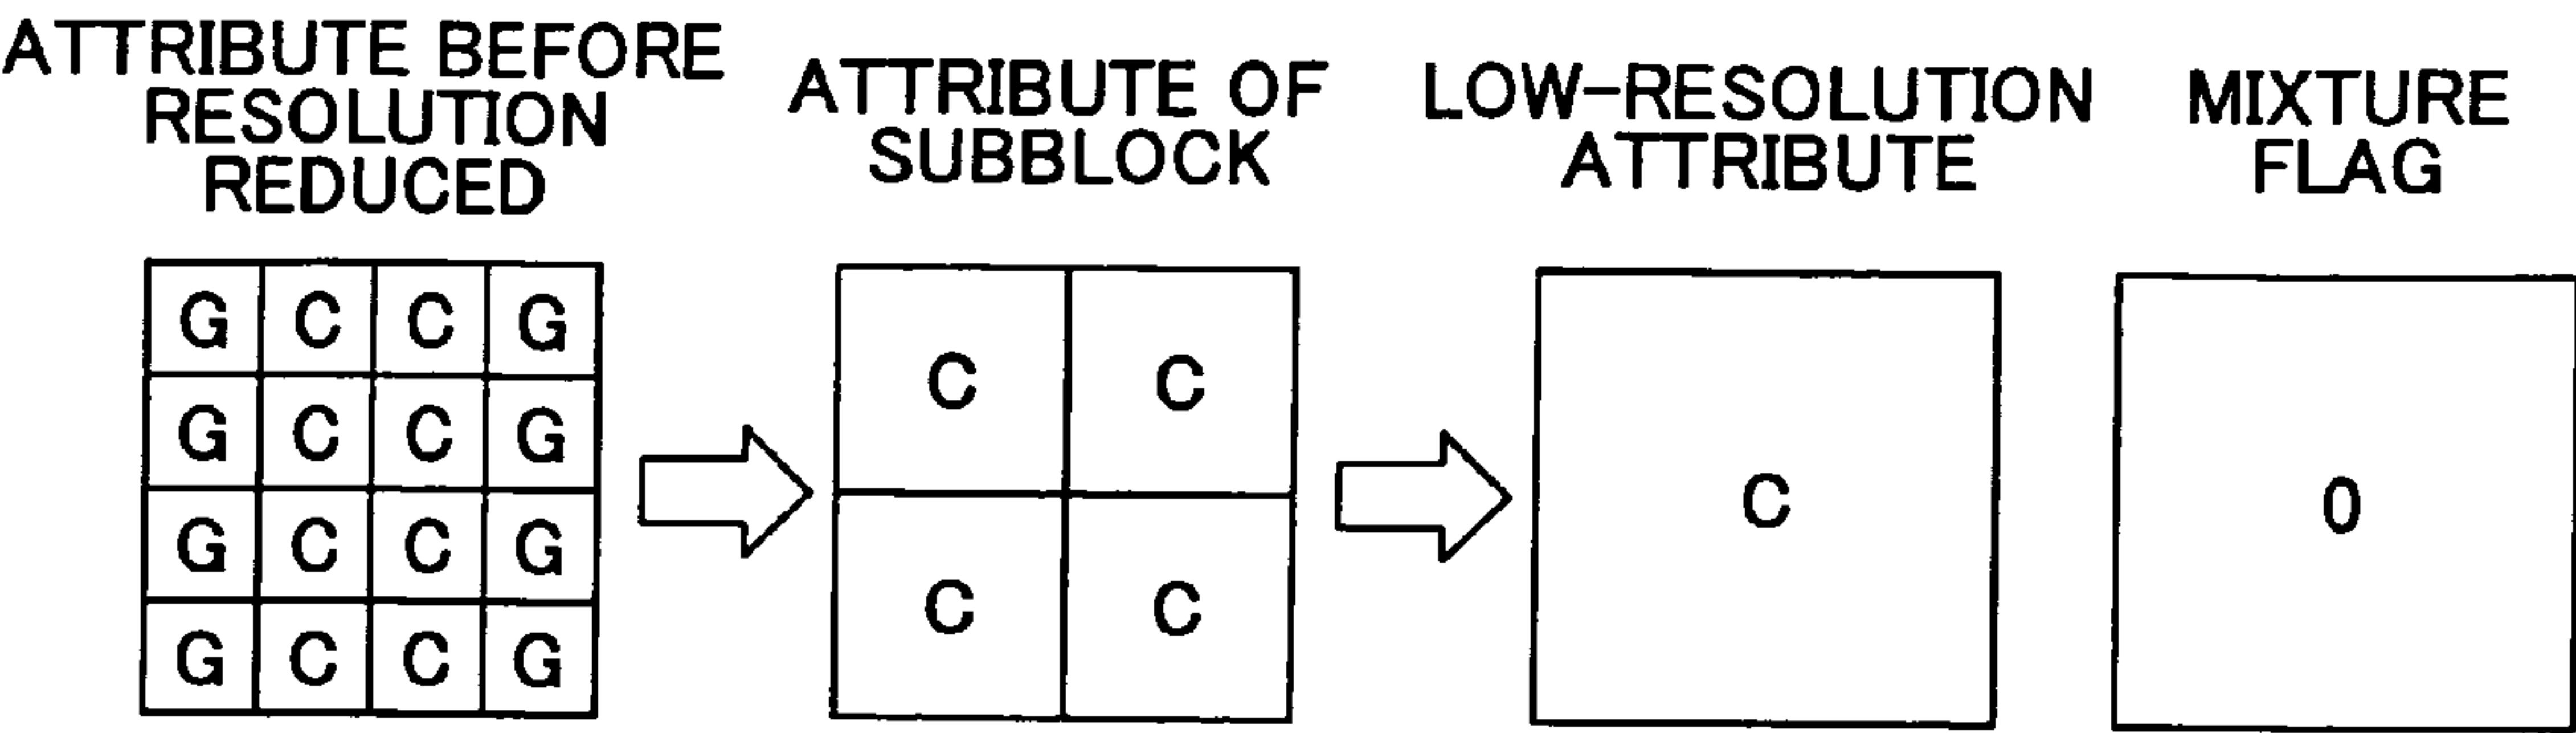 ATTRIBUTE BEFORE
RESOLUTION
REDUCED
ATTRIBUTE OF
SUBBLOCK
LOW-RESOLUTION
ATTRIBUTE
MIXTURE
FLAG
G C C G
G C C G
G C C G
G C C G
C C
C C
C
0